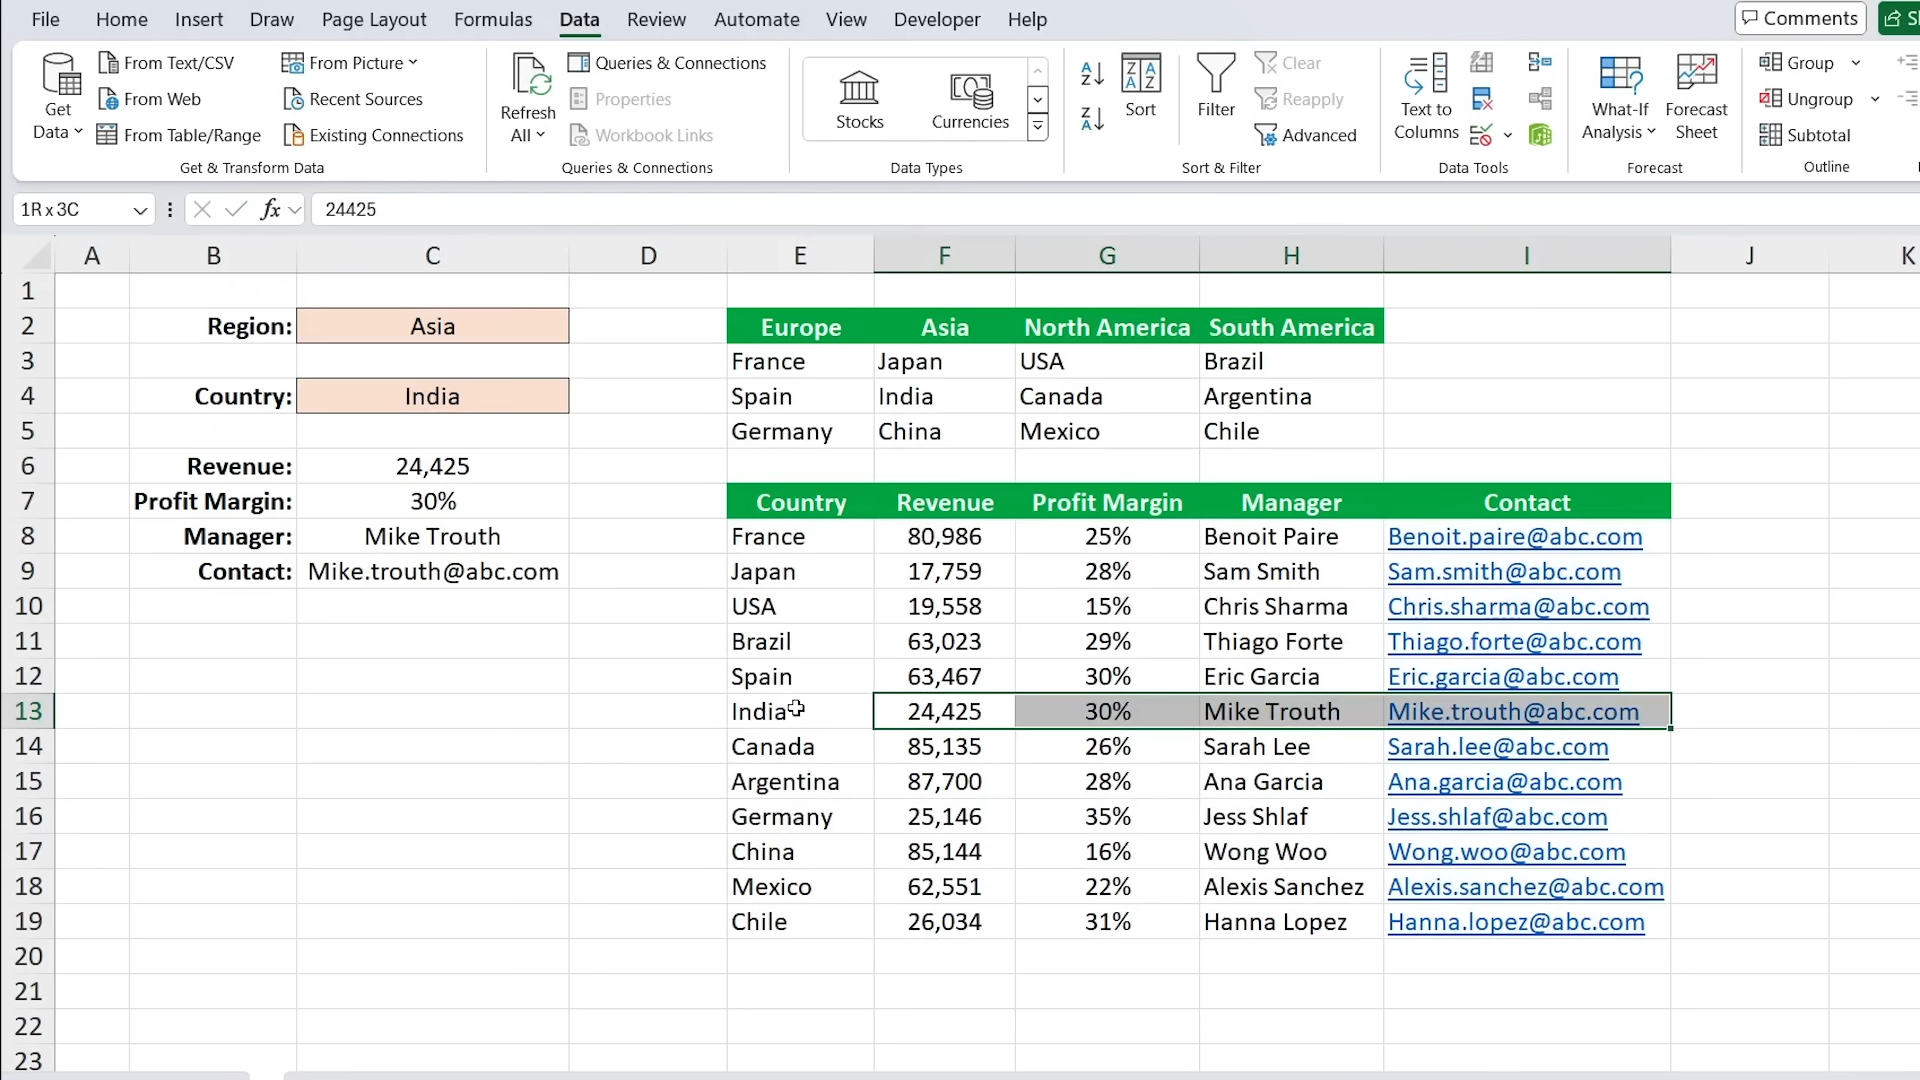 File Home Insert Draw Page Layout Formulas Data Review Automate View Developer Help Comments
Get Data
From Text/CSV
From Web
From Table/Range
From Picture
Recent Sources
Existing Connections
Get & Transform Data
Refresh All
Queries & Connections
Properties
Workbook Links
Queries & Connections
Stocks
Currencies
Data Types
Sort
Filter
Clear
Reapply
Advanced
Sort & Filter
Text to Columns
Data Tools
What-If Analysis
Forecast Sheet
Forecast
Group
Ungroup
Subtotal
Outline
1R x 3C fx 24425
A B C D E F G H I J K
1
2 Region: Asia Europe Asia North America South America
3 France Japan USA Brazil
4 Country: India Spain India Canada Argentina
5 Germany China Mexico Chile
6 Revenue: 24,425
7 Profit Margin: 30% Country Revenue Profit Margin Manager Contact
8 Manager: Mike Trouth France 80,986 25% Benoit Paire Benoit.paire@abc.com
9 Contact: Mike.trouth@abc.com Japan 17,759 28% Sam Smith Sam.smith@abc.com
10 USA 19,558 15% Chris Sharma Chris.sharma@abc.com
11 Brazil 63,023 29% Thiago Forte Thiago.forte@abc.com
12 Spain 63,467 30% Eric Garcia Eric.garcia@abc.com
13 India 24,425 30% Mike Trouth Mike.trouth@abc.com
14 Canada 85,135 26% Sarah Lee Sarah.lee@abc.com
15 Argentina 87,700 28% Ana Garcia Ana.garcia@abc.com
16 Germany 25,146 35% Jess Shlaf Jess.shlaf@abc.com
17 China 85,144 16% Wong Woo Wong.woo@abc.com
18 Mexico 62,551 22% Alexis Sanchez Alexis.sanchez@abc.com
19 Chile 26,034 31% Hanna Lopez Hanna.lopez@abc.com
20
21
22
23